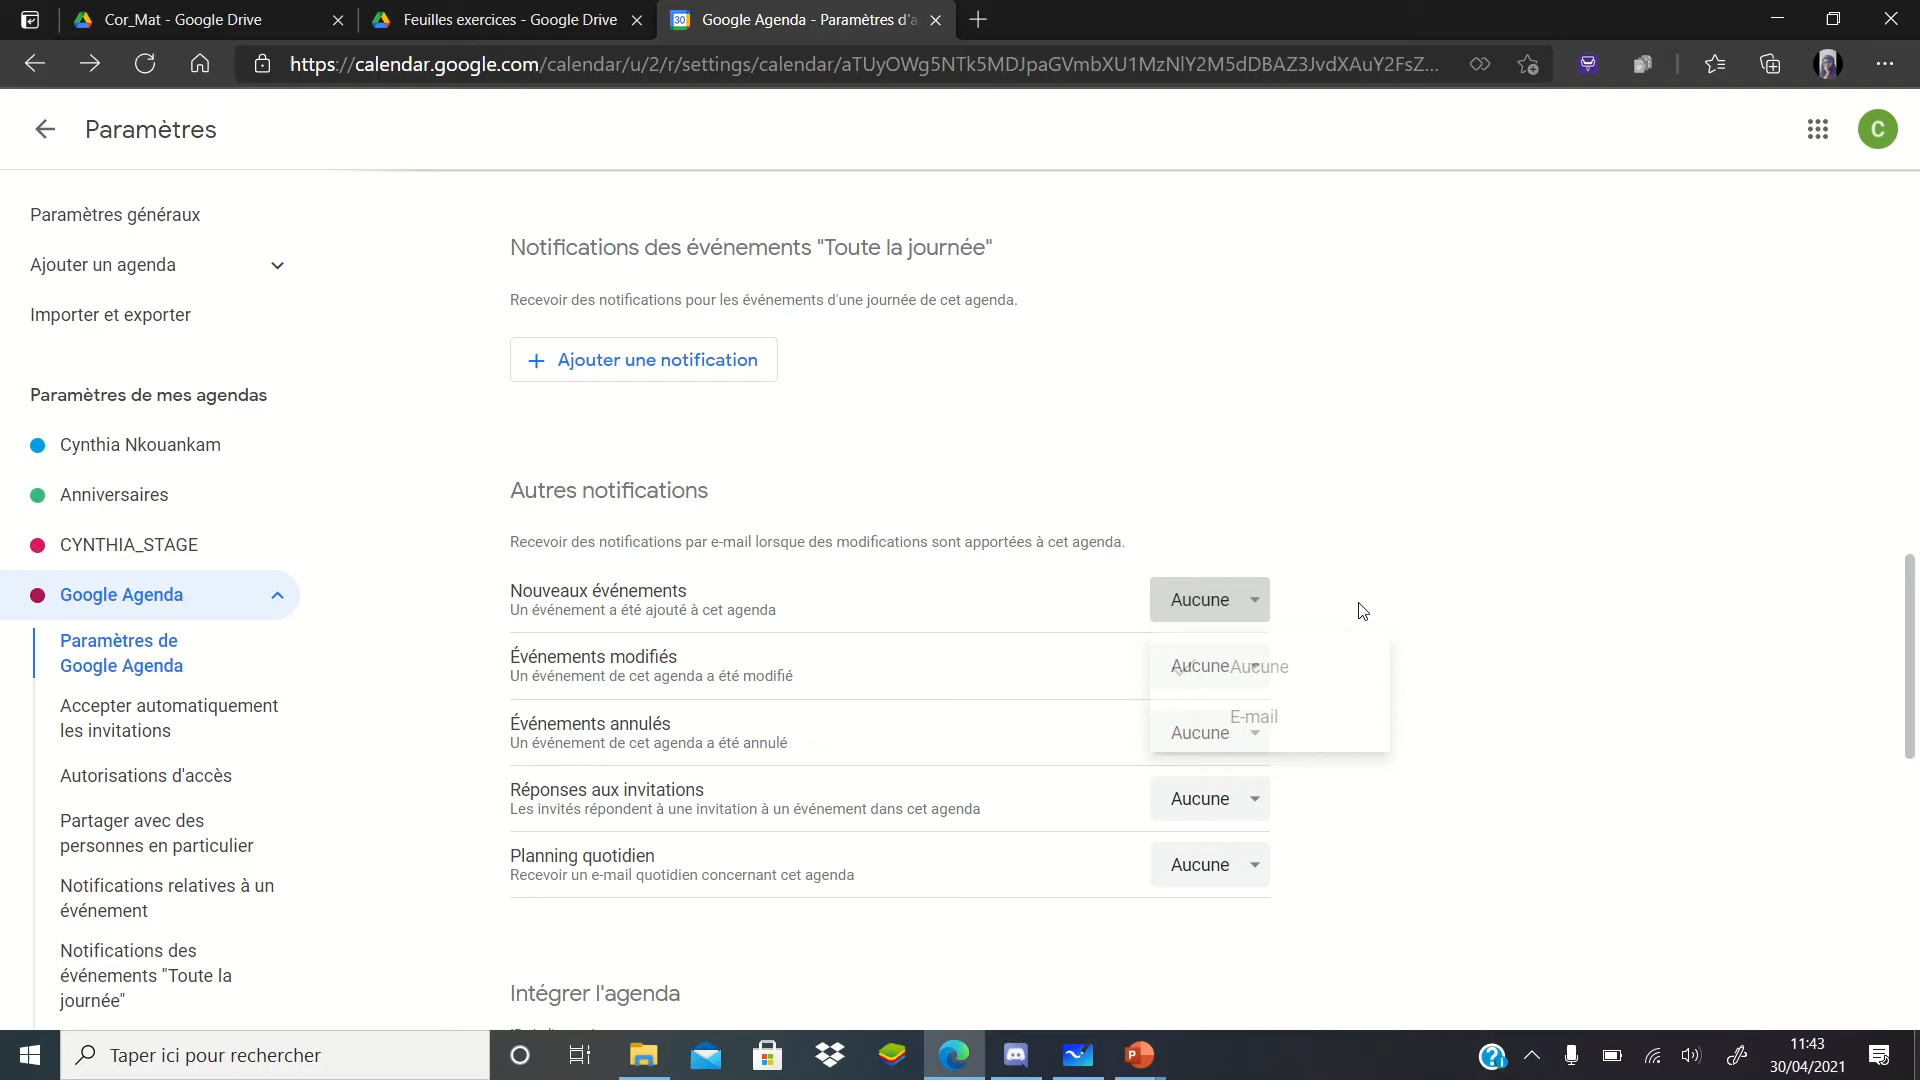 Cor_Mat - Google Drive
Feuilles exercices - Google Drive
Google Agenda - Paramètres d'a
https://calendar.google.com/calendar/u/2/r/settings/calendar/aTUyOWg5NTk5MDJpaGVmbXU1MzNlY2M5dDBAZ3JvdXAuY2FsZ...
Paramètres
C
Paramètres généraux
Ajouter un agenda
Importer et exporter
Paramètres de mes agendas
Cynthia Nkouankam
Anniversaires
CYNTHIA_STAGE
Google Agenda
Paramètres de
Google Agenda
Accepter automatiquement
les invitations
Autorisations d'accès
Partager avec des
personnes en particulier
Notifications relatives à un
événement
Notifications des
événements "Toute la
journée"
Notifications des événements "Toute la journée"
Recevoir des notifications pour les événements d'une journée de cet agenda.
Ajouter une notification
Autres notifications
Recevoir des notifications par e-mail lorsque des modifications sont apportées à cet agenda.
Nouveaux événements
Un événement a été ajouté à cet agenda
Aucune
Événements modifiés
Un événement de cet agenda a été modifié
Aucune
Aucune
E-mail
Événements annulés
Un événement de cet agenda a été annulé
Aucune
Réponses aux invitations
Les invités répondent à une invitation à un événement dans cet agenda
Aucune
Planning quotidien
Recevoir un e-mail quotidien concernant cet agenda
Aucune
Intégrer l'agenda
Taper ici pour rechercher
11:43
30/04/2021